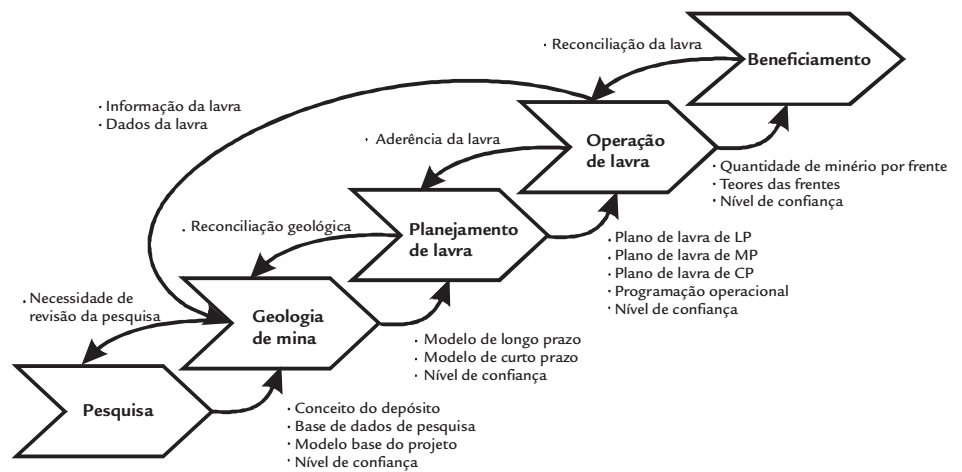 · Reconciliação da lavra
Beneficiamento
· Informação da lavra
· Dados da lavra
· Aderência da lavra
Operação
de lavra
· Quantidade de minério por frente
· Teores das frentes
· Nível de confiança
· Reconciliação geológica
Planejamento
de lavra
· Plano de lavra de LP
· Plano de lavra de MP
· Plano de lavra de CP
· Programação operacional
· Nível de confiança
· Necessidade de
revisão da pesquisa
Geologia
de mina
· Modelo de longo prazo
· Modelo de curto prazo
· Nível de confiança
Pesquisa
· Conceito do depósito
· Base de dados de pesquisa
· Modelo base do projeto
· Nível de confiança